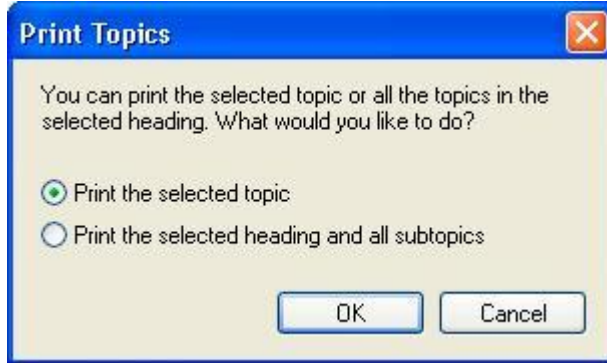 Print Topics
You can print the selected topic or all the topics in the
selected heading. What would you like to do?
Print the selected topic
Print the selected heading and all subtopics
OK Cancel